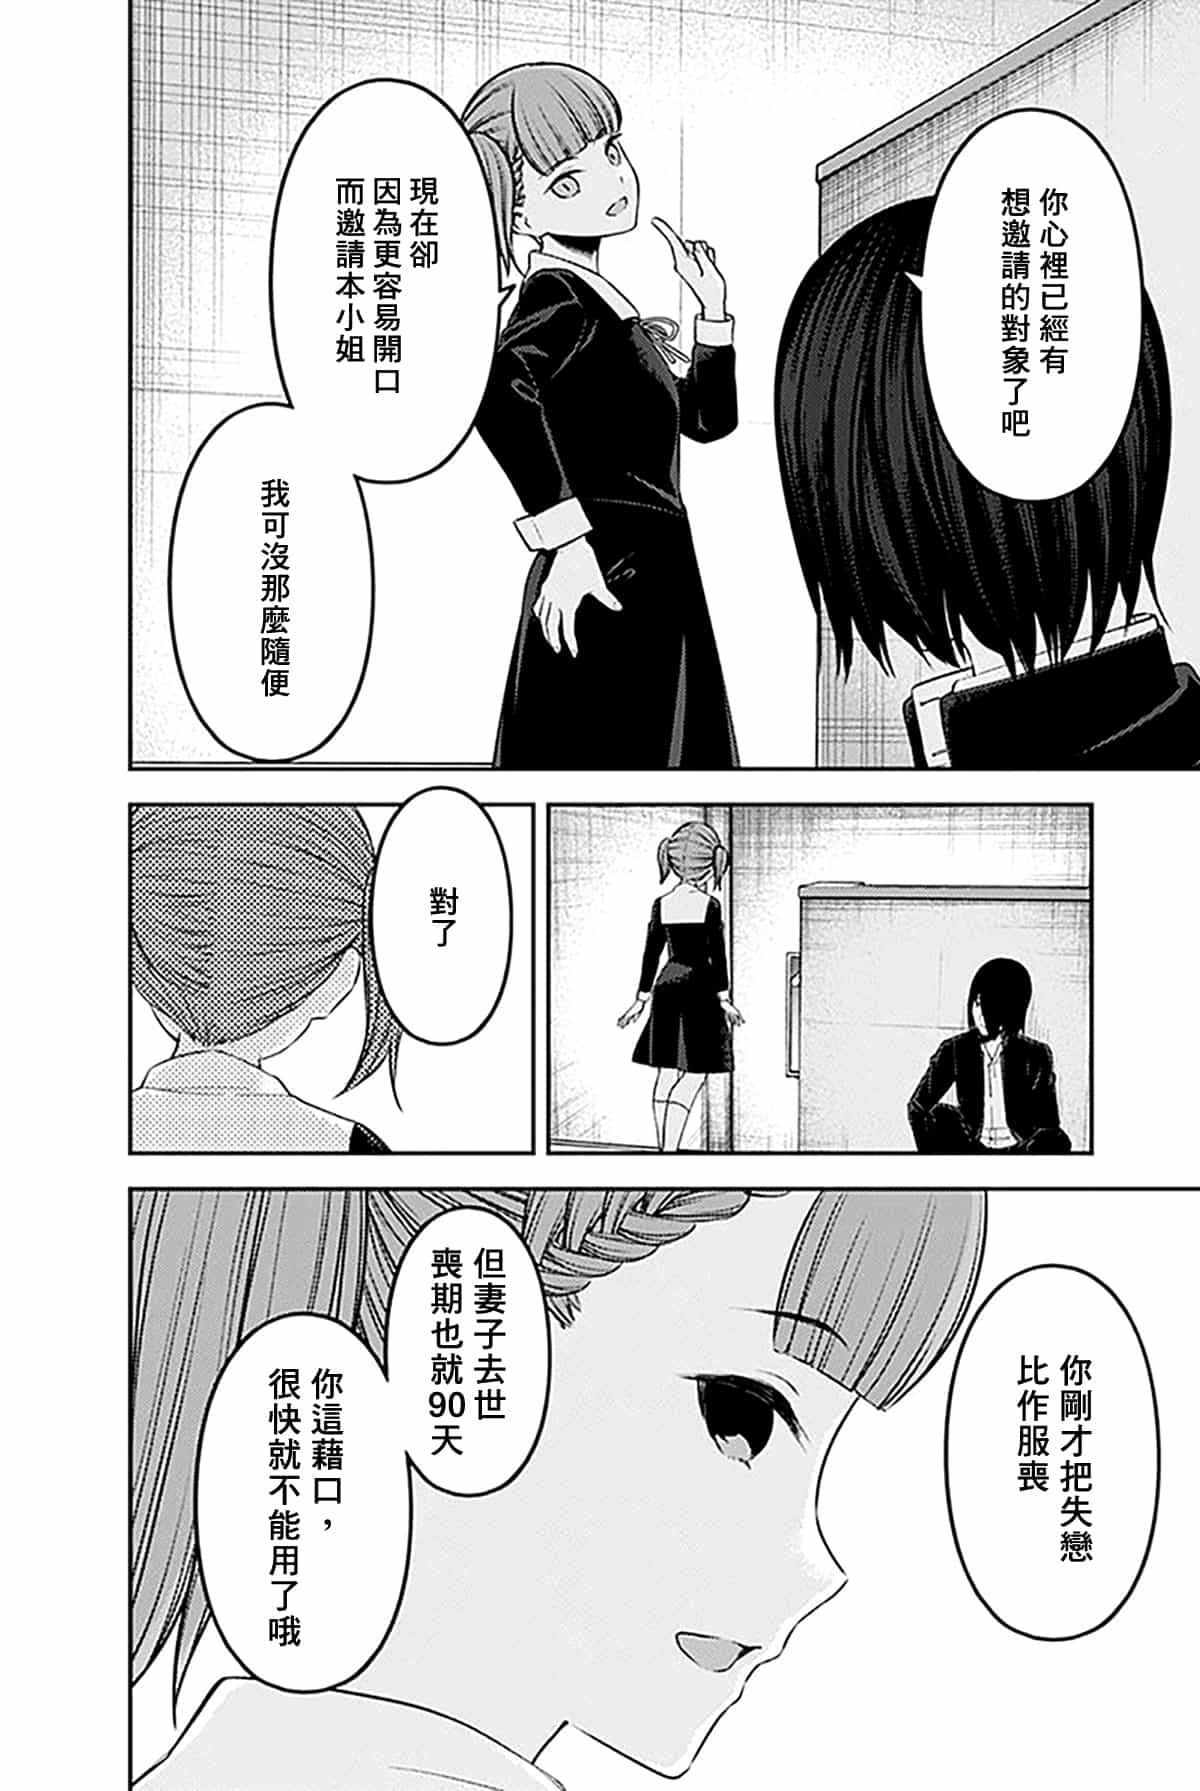 你心裡已經有
想邀請的對象了吧
現在卻
因為更容易開口
而邀請本小姐
我可沒那麼隨便
對了
你剛才把失戀
比作服喪
但妻子去世
喪期也就90天
你這藉口，
很快就不能用了哦